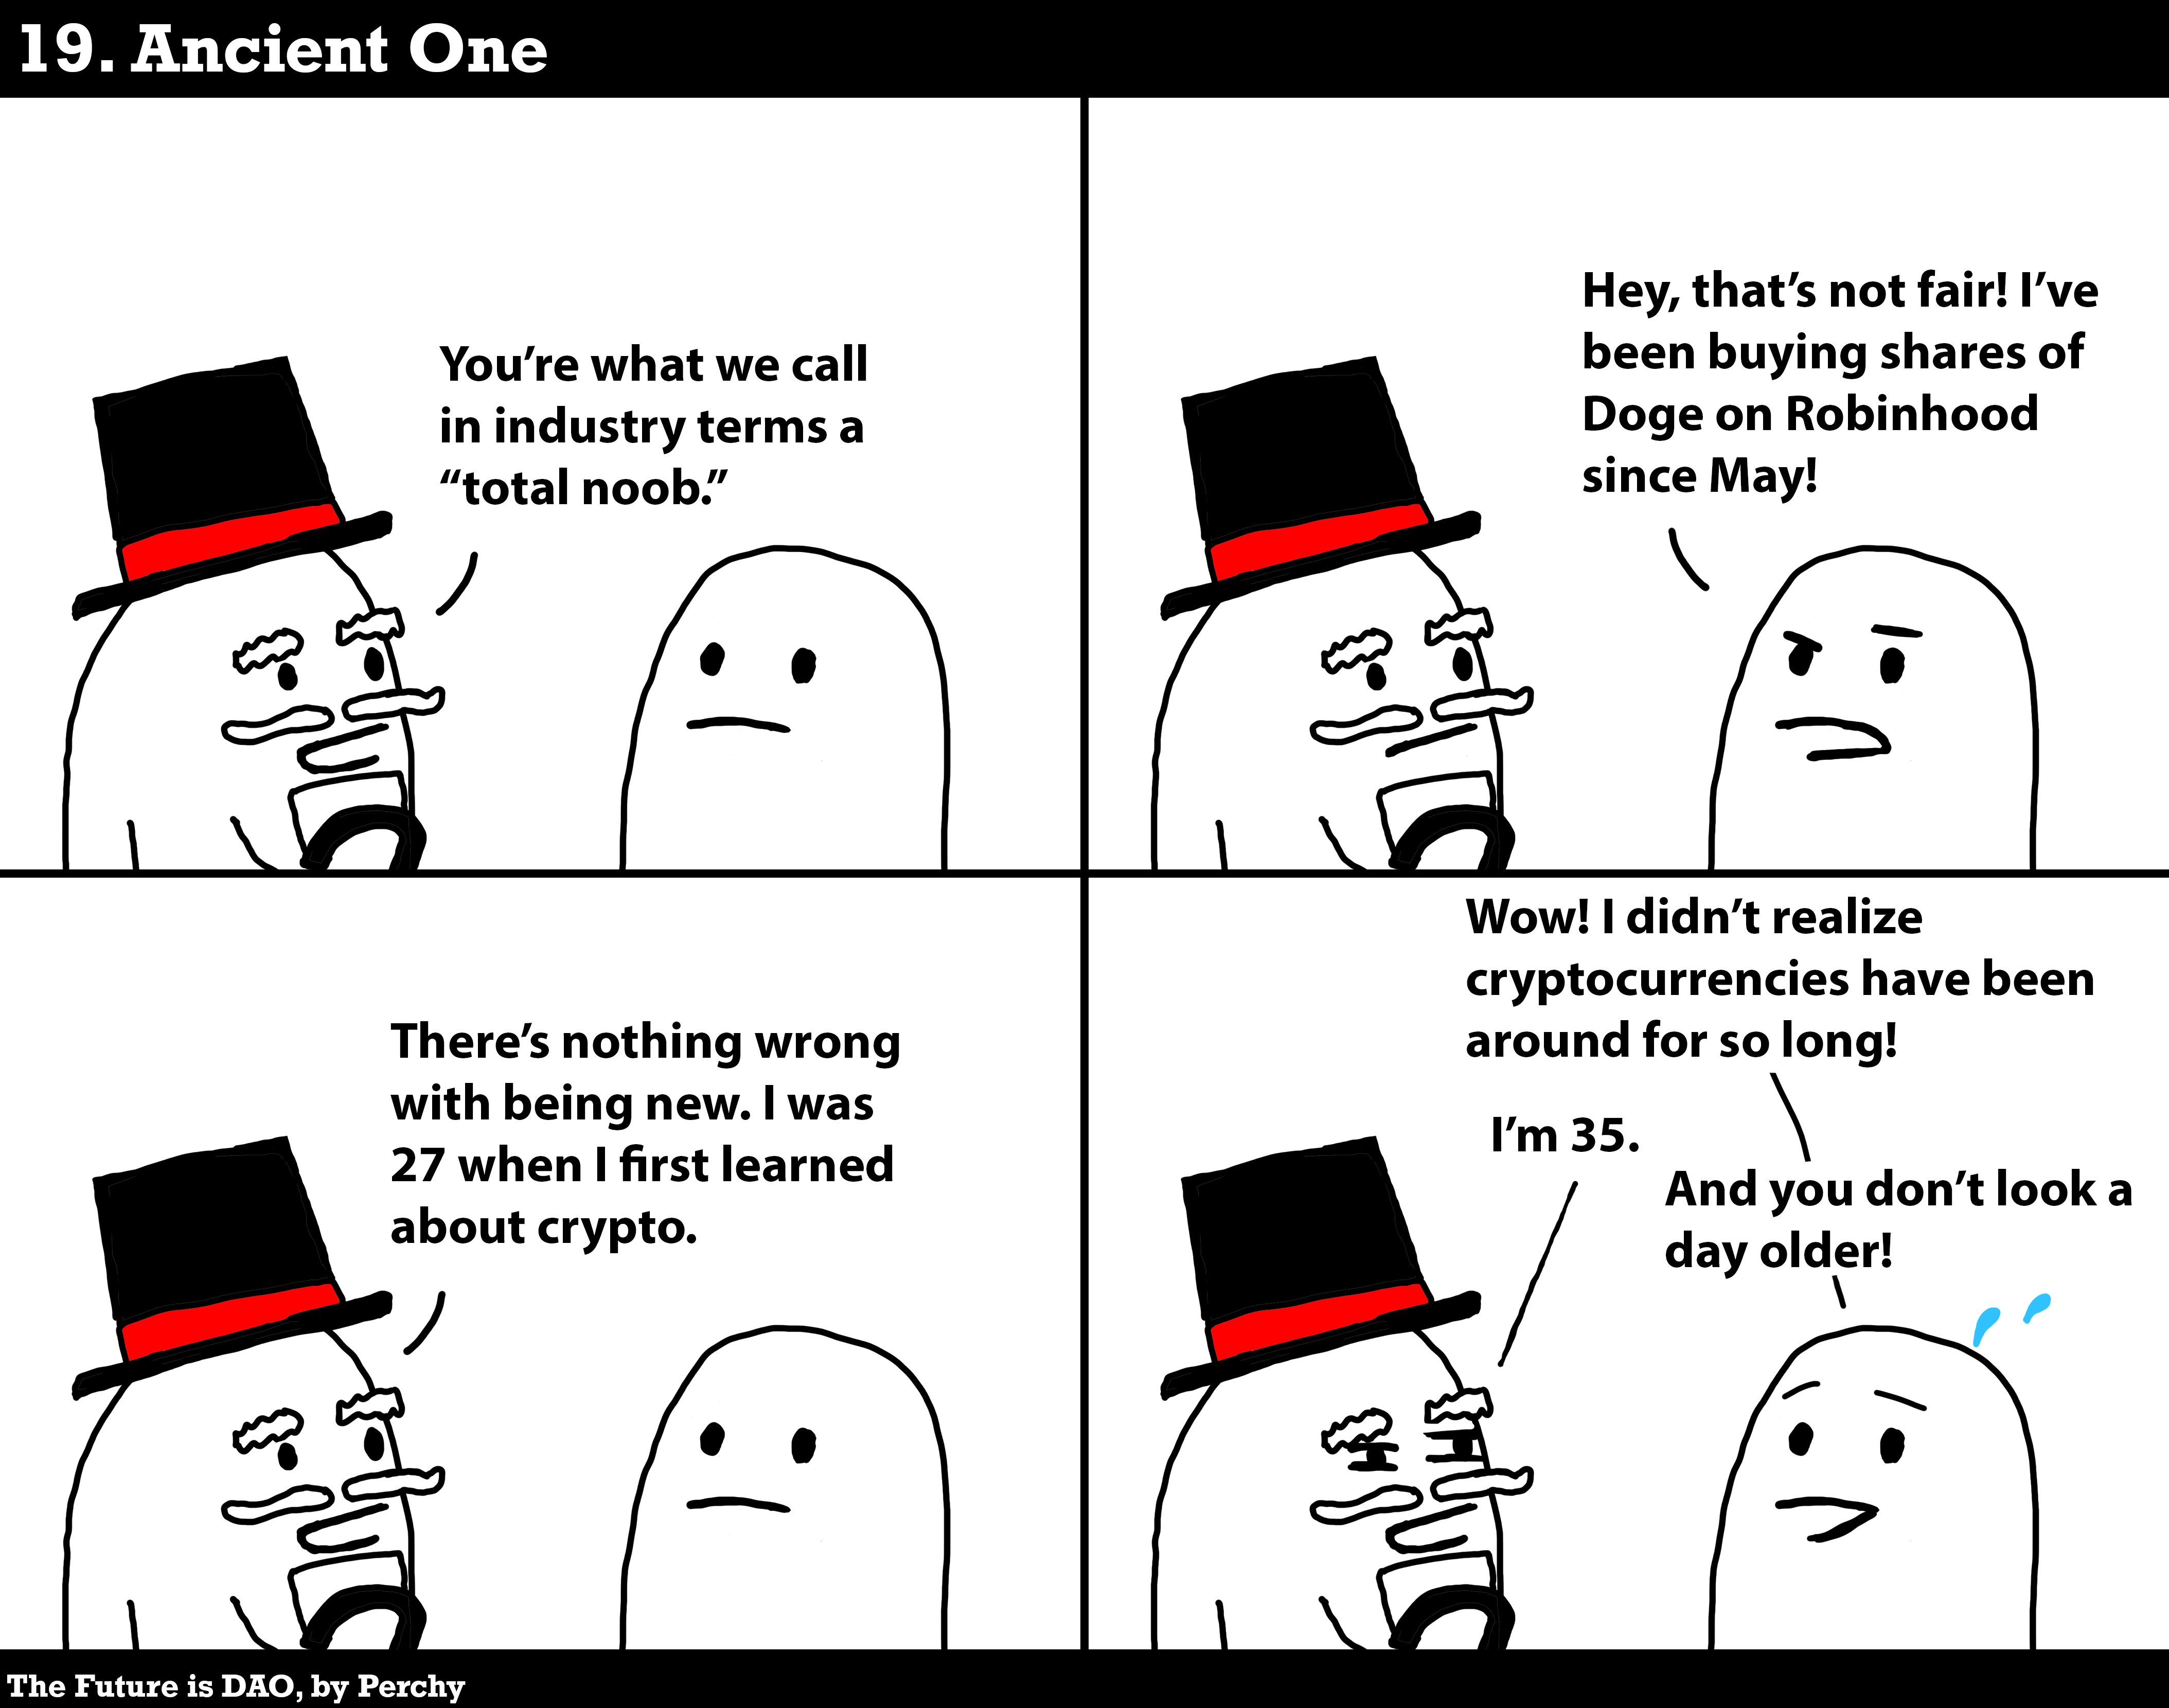 19. Ancient One
You’re what we call
in industry terms a
“total noob.”
Hey, that’s not fair! I’ve
been buying shares of
Doge on Robinhood
since May!
There’s nothing wrong
with being new. I was
27 when I first learned
about crypto.
Wow! I didn’t realize
cryptocurrencies have been
around for so long!
I’m 35.
And you don’t look a
day older!
The Future is DAO, by Perchy